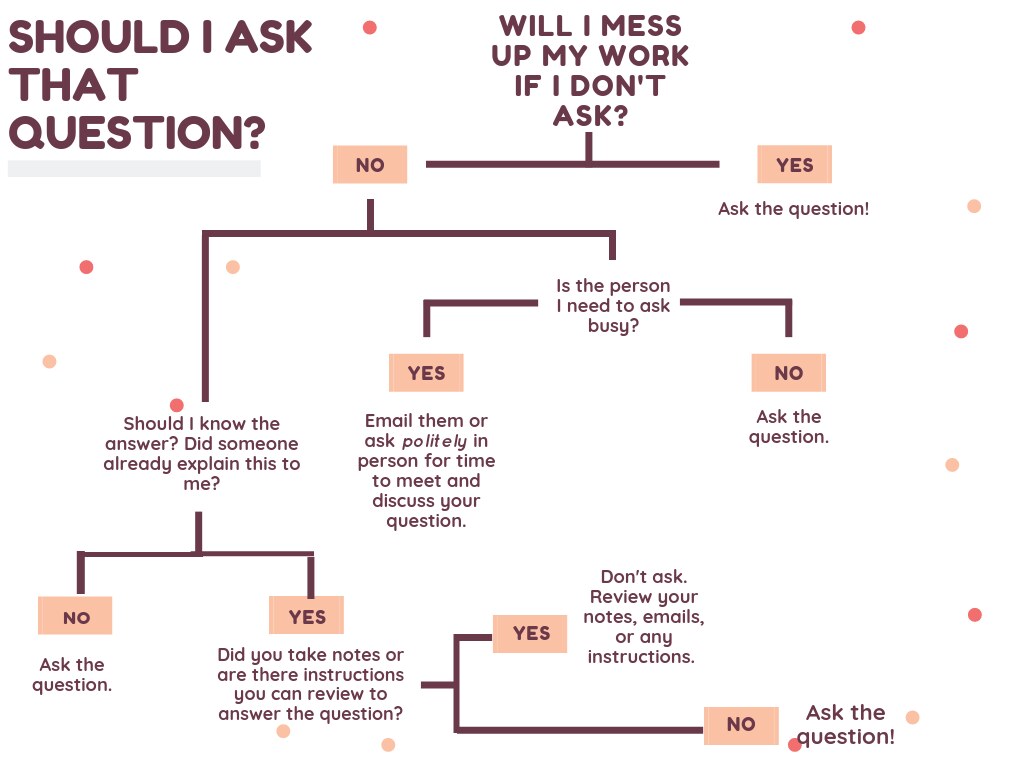 SHOULD I ASK
THAT
QUESTION?
WILL I MESS
UP MY WORK
IF I DON'T
ASK?
NO
YES
Ask the question!
Is the person
I need to ask
busy?
YES
NO
Email them or
ask politely in
person for time
to meet and
discuss your
question.
Ask the
question.
Should I know the
answer? Did someone
already explain this to
me?
NO
YES
Ask the
question.
Did you take notes or
are there instructions
you can review to
answer the question?
YES
Don't ask.
Review your
notes, emails,
or any
instructions.
NO
Ask the
question!